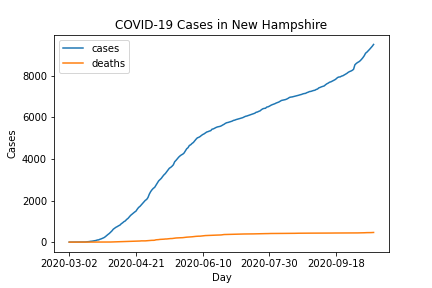 COVID-19 Cases in New Hampshire
cases
deaths
8000
6000
4000
2000
0
Cases
2020-03-02 2020-04-21 2020-06-10 2020-07-30 2020-09-18
Day